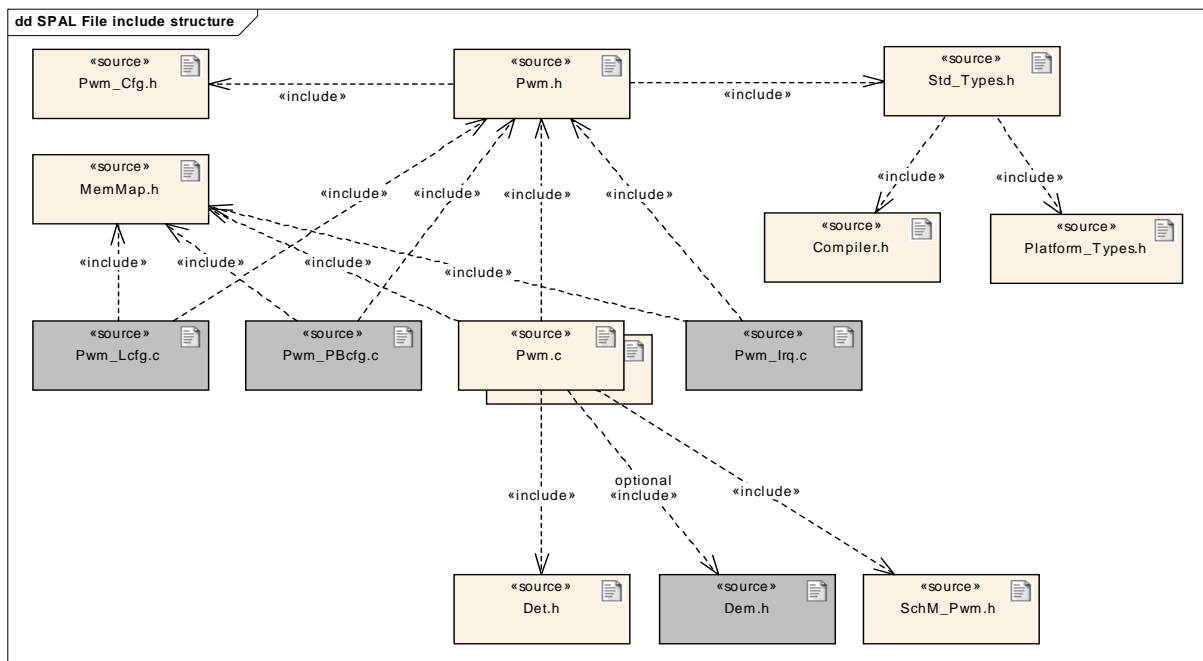 dd SPAL File include structure
«source»
Pwm_Cfg.h
«source»
Pwm.h
«source»
Std_Types.h
«include»
«include»
«source»
MemMap.h
«include»
«include»
«include»
«include»
«include»
«include»
«source»
Compiler.h
«source»
Platform_Types.h
«include»
«include»
«include»
«include»
«source»
Pwm_Lcfg.c
«source»
Pwm_PBcfg.c
«source»
Pwm.c
«source»
Pwm_Irq.c
«include»
optional
«include»
«include»
«source»
Det.h
«source»
Dem.h
«source»
SchM_Pwm.h